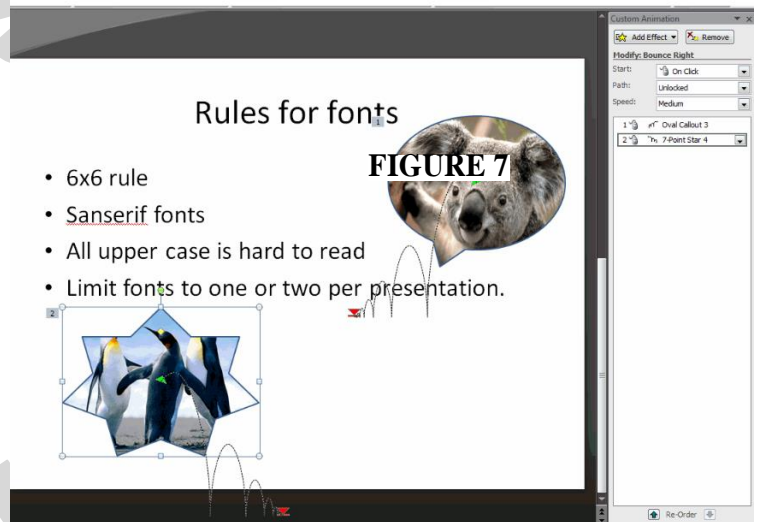 Rules for fonts
1
FIGURE 7
• 6x6 rule
• Sanserif fonts
• All upper case is hard to read
• Limit fonts to one or two per presentation.
2
Custom Animation
Add Effect
Remove
Modify: Bounce Right
Start: On Click
Path: Unlocked
Speed: Medium
1 Oval Callout 3
2 7-Point Star 4
Re-Order